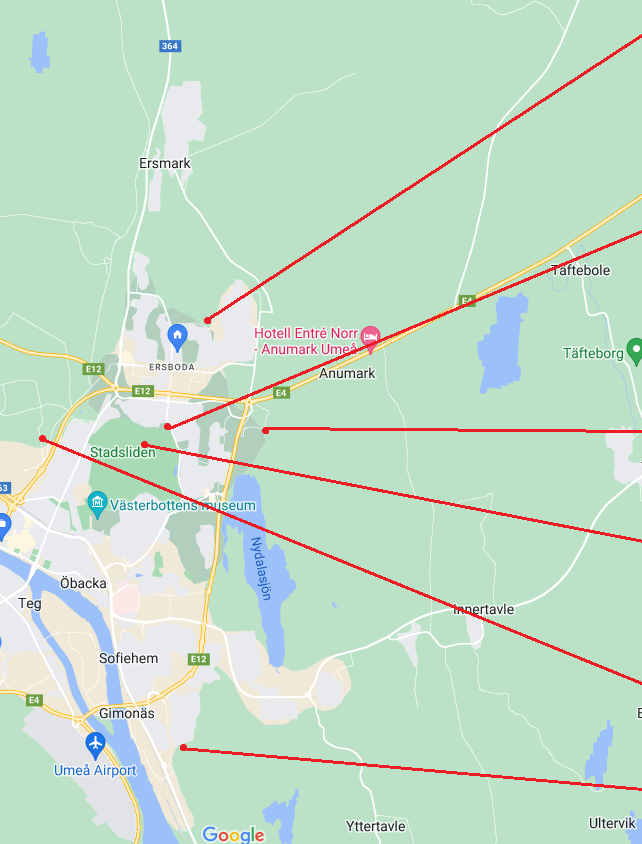 364
Ersmark
Täftebole
E4
Hotell Entré Norr
- Anumark Umeå
Täfteborg
E12
ERSBODA
Anumark
E12
E4
Stadsliden
63
Västerbottens museum
Nydalasjön
Öbacka
Teg
Innertavle
Sofiehem
E12
E4
Gimonäs
Umeå Airport
Google
Yttertavle
Ultervik